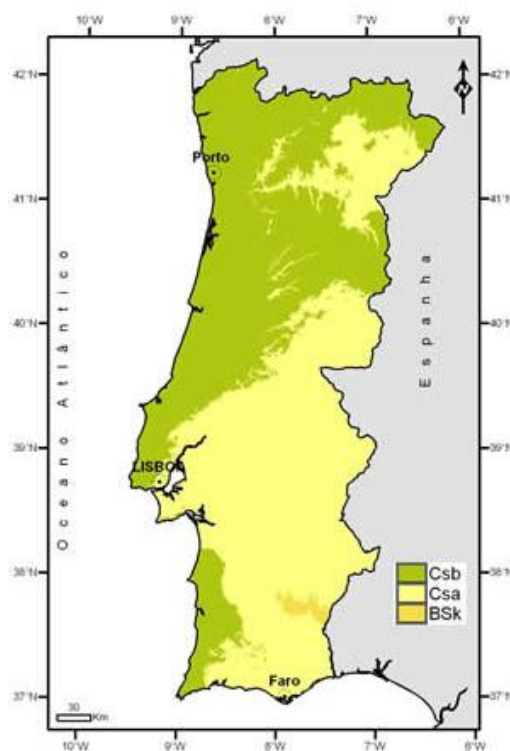 10°W 9°W 8°W 7°W 6°W
42°N 42°N
N
Porto
41°N 41°N
Oceano Atlântico
Espanha
40°N 40°N
39°N 39°N
LISBOA
38°N 38°N
Csb
Csa
BSk
Faro
37°N 37°N
30
Km
10°W 9°W 8°W 7°W 6°W